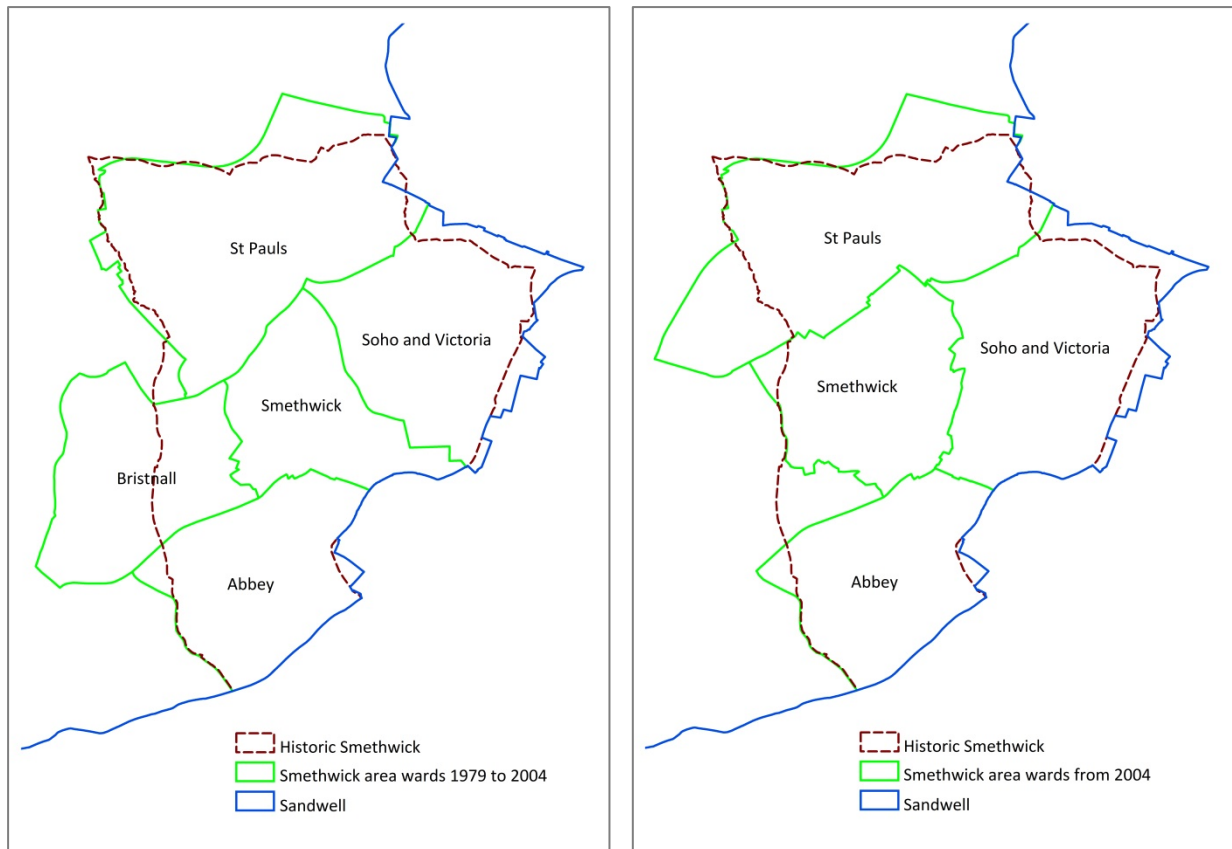 St Pauls
Soho and Victoria
Smethwick
Bristnall
Abbey
Historic Smethwick
Smethwick area wards 1979 to 2004
Sandwell
St Pauls
Soho and Victoria
Smethwick
Abbey
Historic Smethwick
Smethwick area wards from 2004
Sandwell